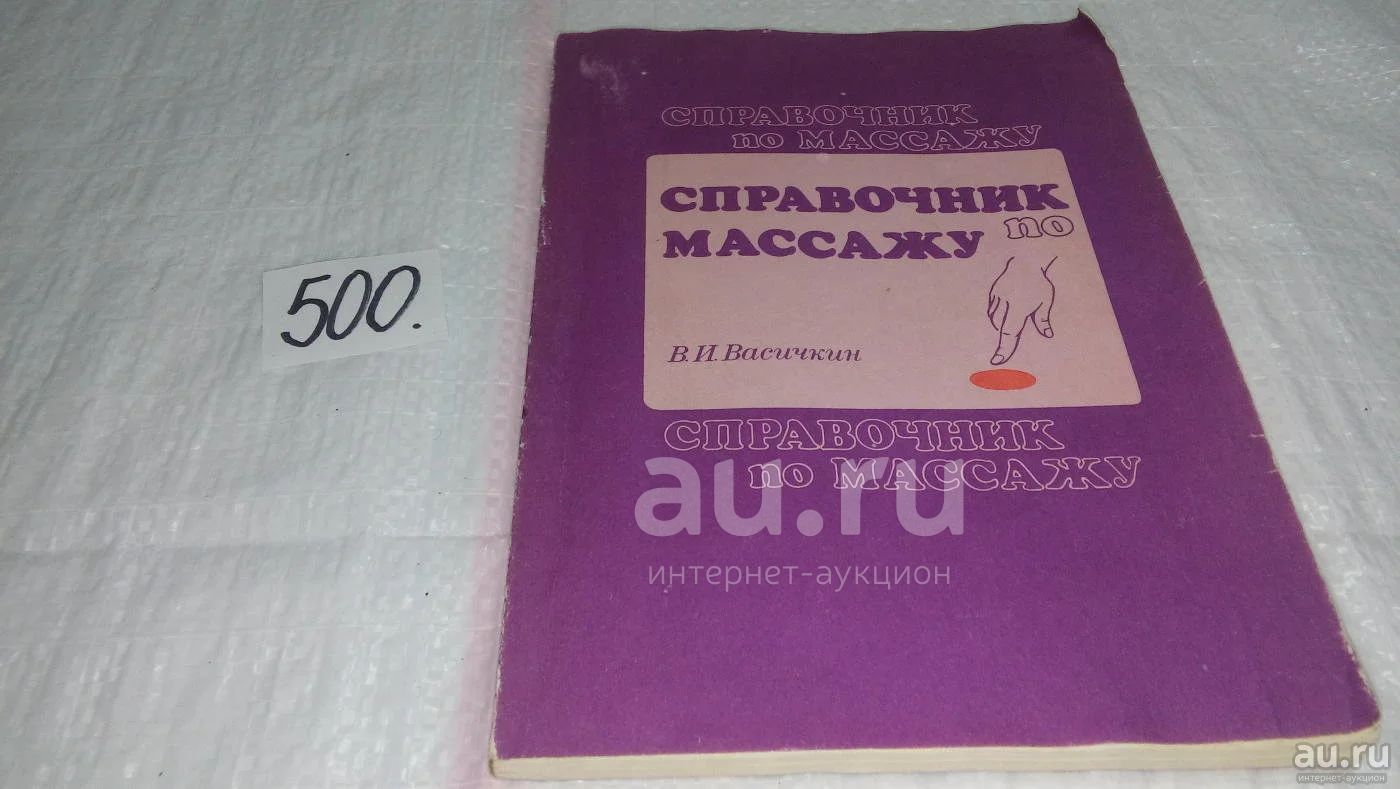 500.
СПРАВОЧНИК
по МАССАЖУ
СПРАВОЧНИК
по
МАССАЖУ
В.И.Васичкин
СПРАВОЧНИК
по МАССАЖУ
au.ru
интернет-аукцион
au.ru
интернет-аукцион